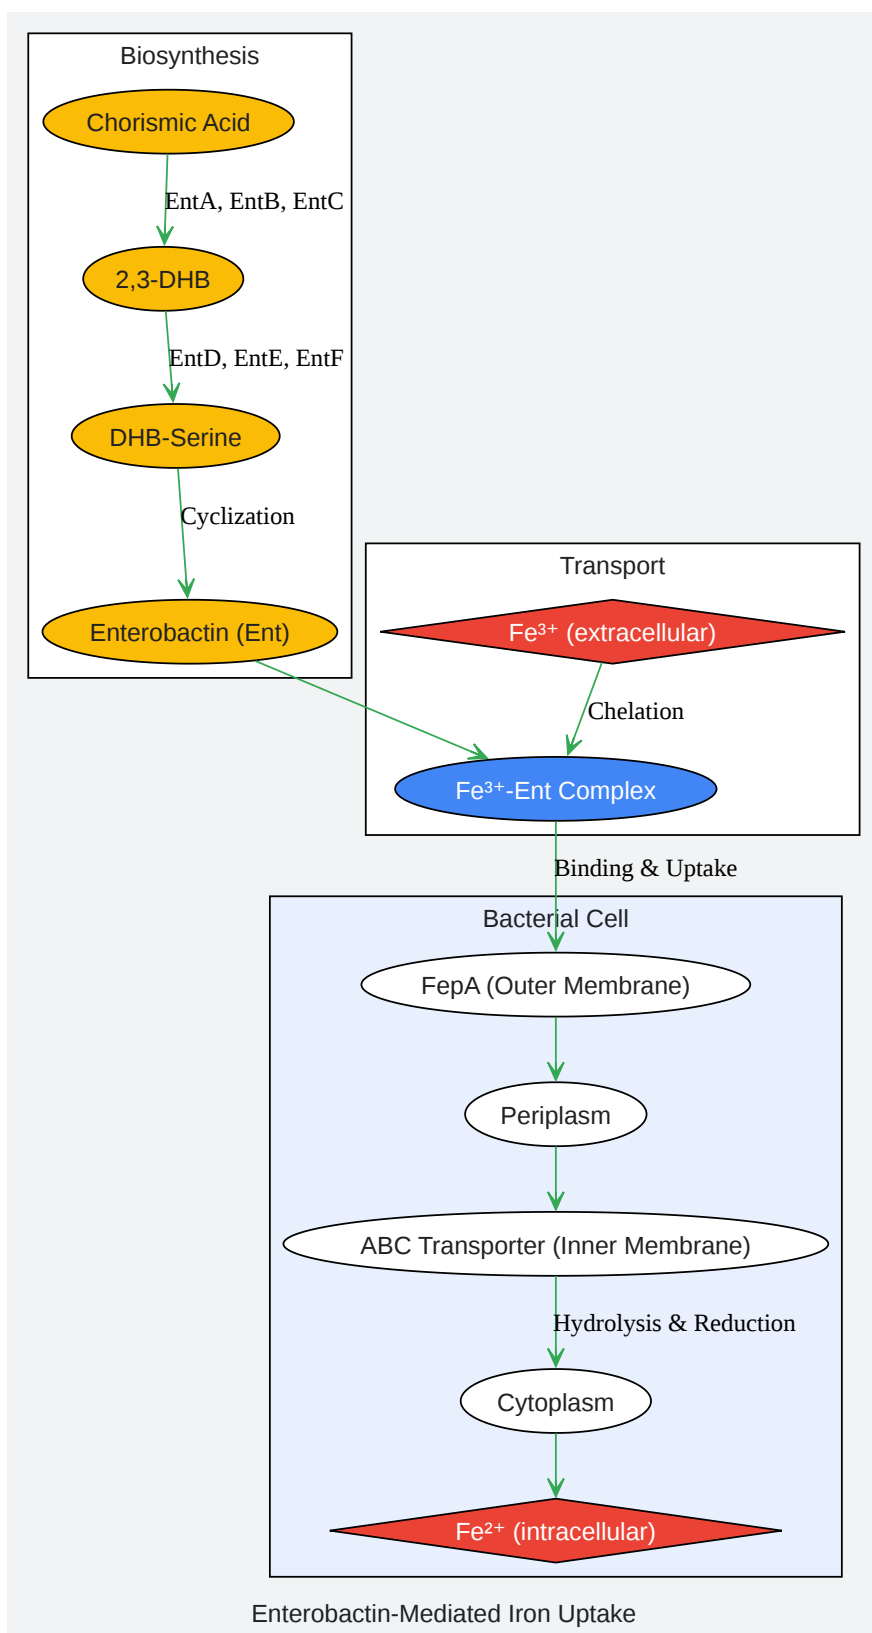 Biosynthesis
Chorismic Acid
EntA, EntB, EntC
2,3-DHB
EntD, EntE, EntF
DHB-Serine
Cyclization
Enterobactin (Ent)
Transport
Fe³⁺ (extracellular)
Chelation
Fe³⁺-Ent Complex
Binding & Uptake
Bacterial Cell
FepA (Outer Membrane)
Periplasm
ABC Transporter (Inner Membrane)
Hydrolysis & Reduction
Cytoplasm
Fe²⁺ (intracellular)
Enterobactin-Mediated Iron Uptake